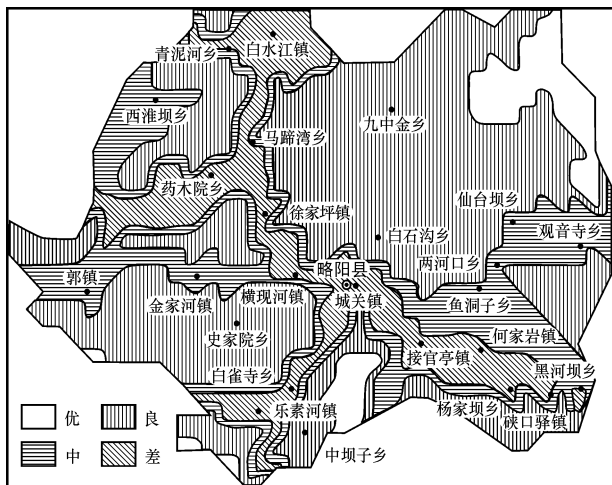 青泥河乡
白水江镇
西淮坝乡
九中金乡
马蹄湾乡
药木院乡
仙台坝乡
徐家坪镇
观音寺乡
白石沟乡
两河口乡
略阳县
郭镇
金家河镇
横现河镇
城关镇
鱼洞子乡
史家院乡
何家岩镇
接官亭镇
白雀寺乡
黑河坝乡
乐素河镇
杨家坝乡
硖口驿镇
中坝子乡
优 良
中 差